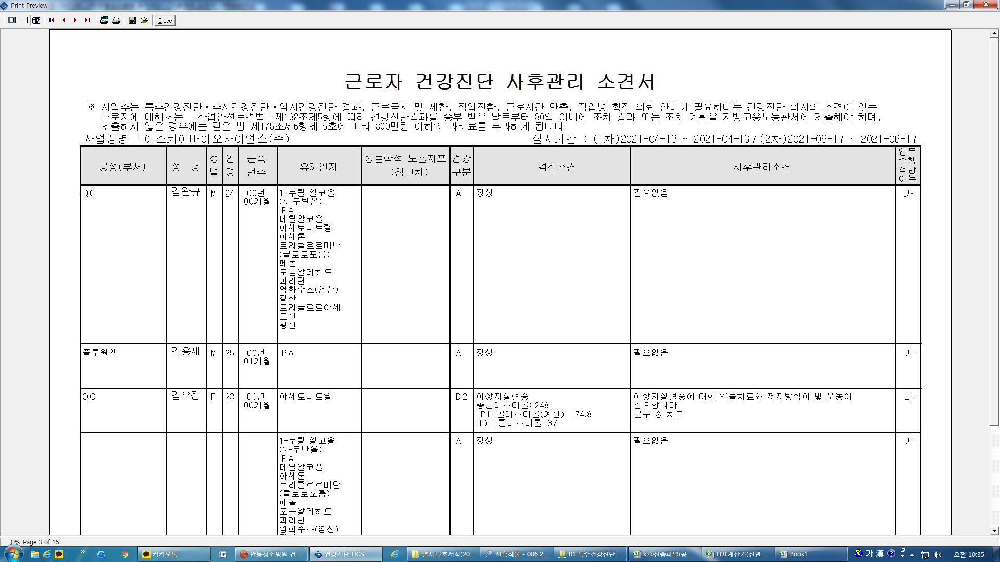 Print Preview
Close
근로자 건강진단 사후관리 소견서
※ 사업주는 특수건강진단·수시건강진단·임시건강진단 결과, 근로금지 및 제한, 작업전환, 근로시간 단축, 직업병 확진 의뢰 안내가 필요하다는 건강진단 의사의 소견이 있는
근로자에 대해서는 「산업안전보건법」제132조제5항에 따라 건강진단결과를 송부 받은 날로부터 30일 이내에 조치 결과 또는 조치 계획을 지방고용노동관서에 제출해야 하며,
제출하지 않은 경우에는 같은 법 제175조제6항제15호에 따라 300만원 이하의 과태료를 부과하게 됩니다.
사업장명 : 에스케이바이오사이언스(주) 실시기간 : (1차)2021-04-13 ~ 2021-04-13 / (2차)2021-06-17 ~ 2021-06-17
공정(부서) 성 명 성별 연령 근속년수 유해인자 생물학적 노출지표(참고치) 건강구분 검진소견 사후관리소견 업무수행적합여부
QC 김완규 M 24 00년 1-부틸 알코올 A 정상 필요없음 가
00개월 (N-부탄올)
IPA
메틸알코올
아세토니트릴
아세톤
트리클로로메탄
(클로로포름)
페놀
포름알데히드
피리딘
염화수소(염산)
질산
트리클로로아세
트산
황산
플루원액 김용재 M 25 00년 IPA A 정상 필요없음 가
01개월
QC 김우진 F 23 00년 아세토니트릴 D2 이상지질혈증 이상지질혈증에 대한 약물치료와 저지방식이 및 운동이 나
00개월 총콜레스테롤: 248 필요합니다.
LDL-콜레스테롤(계산): 174.8 근무 중 치료
HDL-콜레스테롤: 67
1-부틸 알코올 A 정상 필요없음 가
(N-부탄올)
IPA
메틸알코올
아세톤
트리클로로메탄
(클로로포름)
페놀
포름알데히드
피리딘
염화수소(염산)
0% Page 3 of 15
카카오톡 안동성소병원 건... 건강진단 OCS 별지22호서식(20... 신흥직물 - 006.2... 01.특수건강진단 ... k2b전송파일(공... LDL계산기(신년... Book1 가 漢 오전 10:35